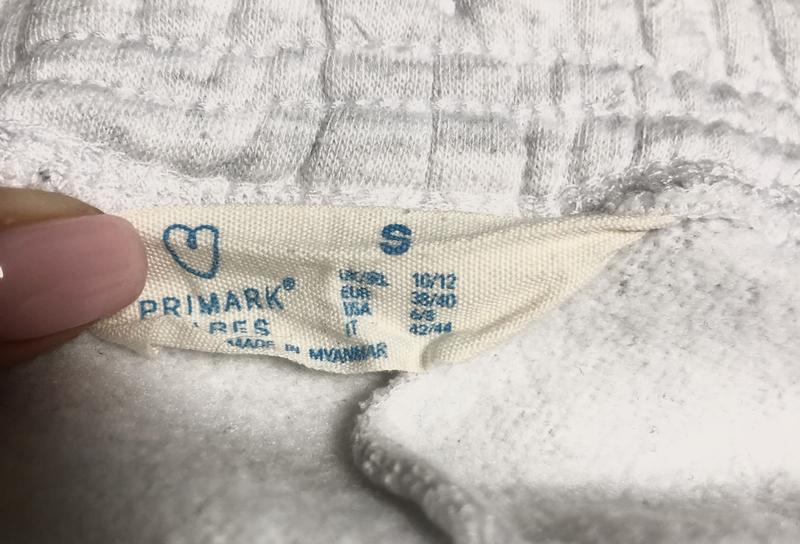 S
PRIMARK®
UK/IRL 10/12
EUR 38/40
USA 6/8
IT 42/44
MADE IN MYANMAR